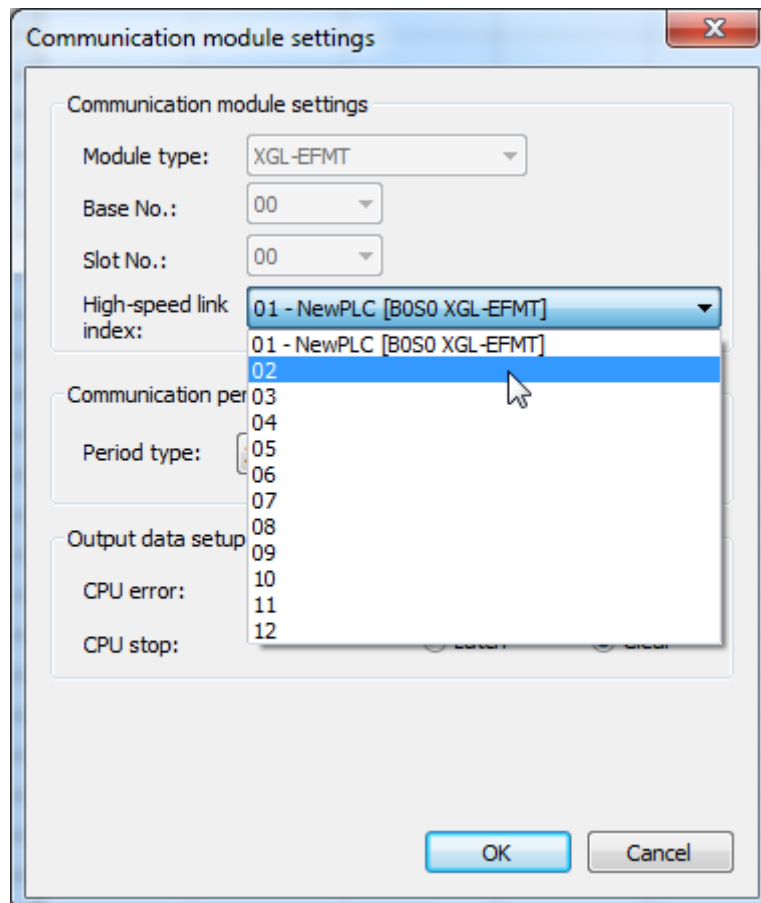 Communication module settings
Communication module settings
Module type: XGL-EFMT
Base No.: 00
Slot No.: 00
High-speed link index: 01 - NewPLC [B0S0 XGL-EFMT]
01 - NewPLC [B0S0 XGL-EFMT]
02
Communication
03
04
Period type:
05
06
07
08
Output data setup
09
CPU error:
10
11
12
CPU stop:
OK Cancel